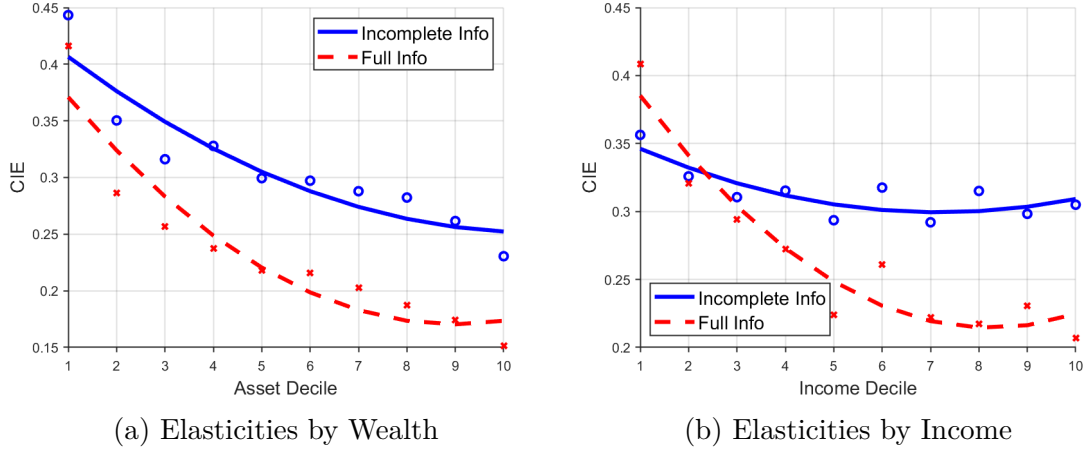 0.45
0.4
0.35
0.3
0.25
0.2
0.15
CIE
Incomplete Info
Full Info
1 2 3 4 5 6 7 8 9 10
Asset Decile
(a) Elasticities by Wealth
0.45
0.4
0.35
0.3
0.25
0.2
CIE
Incomplete Info
Full Info
1 2 3 4 5 6 7 8 9 10
Income Decile
(b) Elasticities by Income